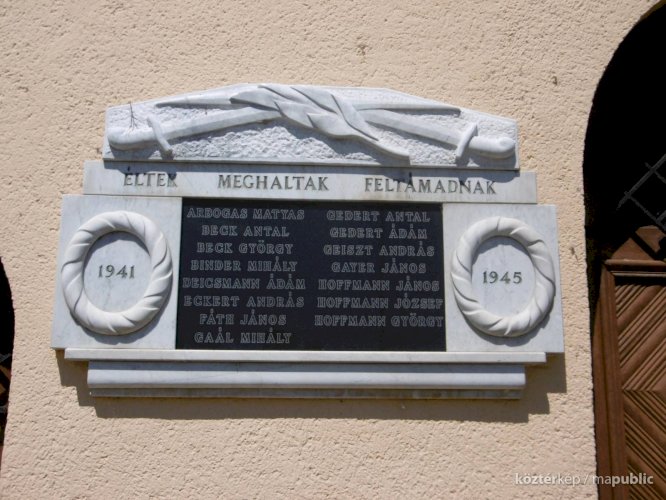 ÉLTEK MEGHALTAK FELTÁMADNAK
1941
ARBOGAS MATYAS
BECK ANTAL
BECK GYÖRGY
BINDER MIHÁLY
DEICSMANN ÁDÁM
ECKERT ANDRÁS
FÁTH JÁNOS
GAÁL MIHÁLY
GEDERT ANTAL
GEDERT ÁDÁM
GEISZT ANDRÁS
GAYER JÁNOS
HOFFMANN JÁNOS
HOFFMANN JÓZSEF
HOFFMANN GYÖRGY
1945
köztérkép / mapublic